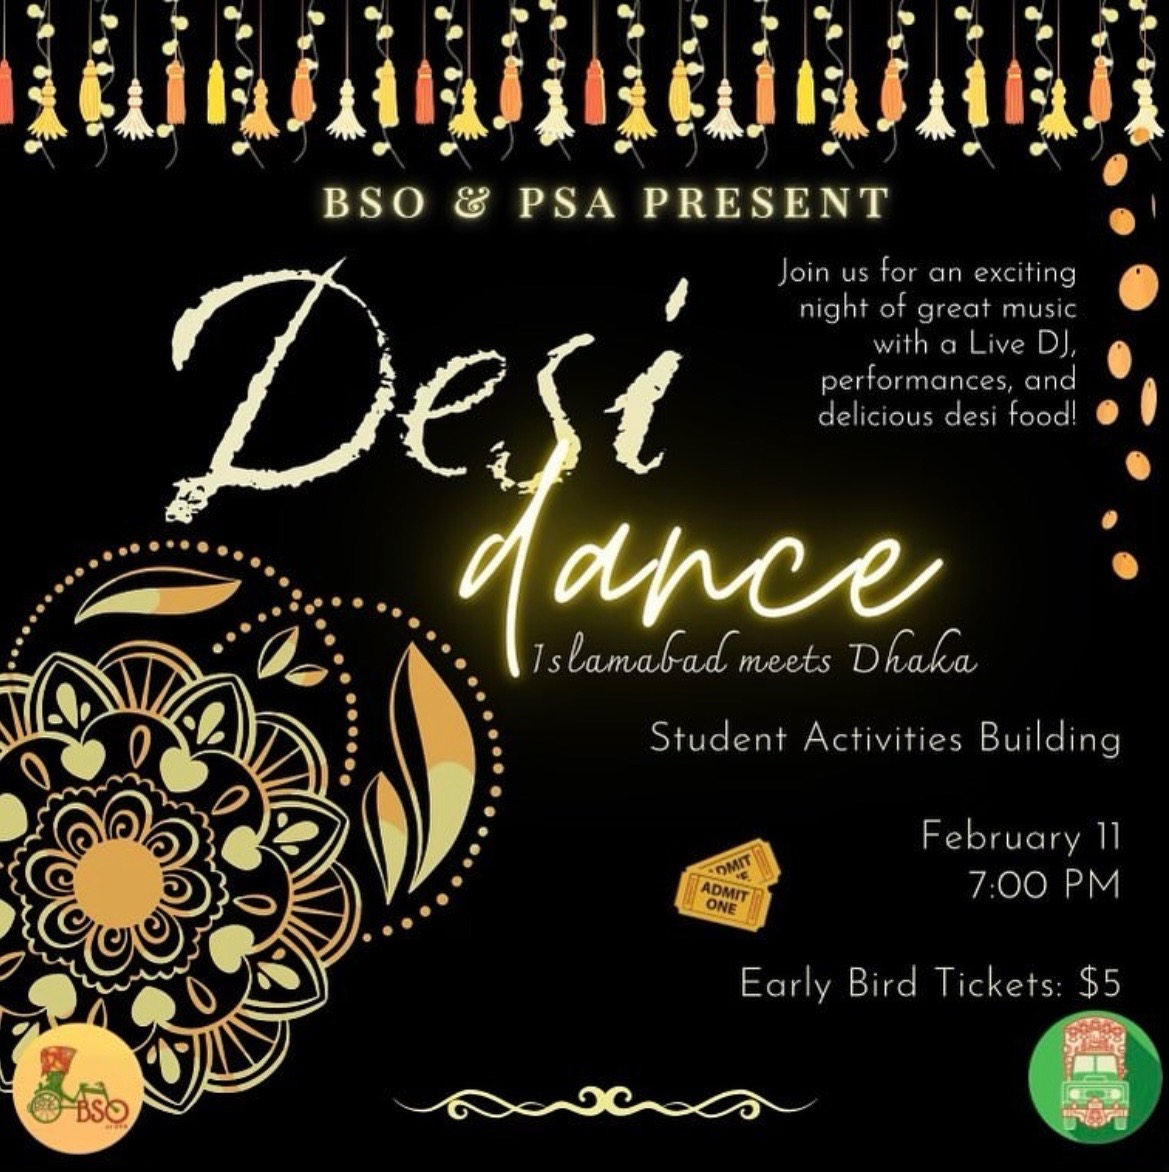 BSO & PSA PRESENT
Desi
dance
Join us for an exciting
night of great music
with a Live DJ,
performances, and
delicious desi food!
Islamabad meets Dhaka
Student Activities Building
February 11
7:00 PM
ADMIT
ADMIT
ONE
Early Bird Tickets: $5
BSO